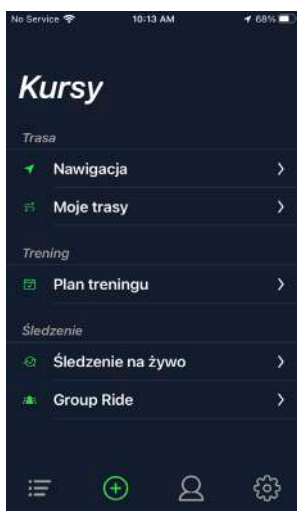 No Service 10:13 AM 68%
Kursy
Trasa
Nawigacja
Moje trasy
Trening
Plan treningu
Śledzenie
Śledzenie na żywo
Group Ride